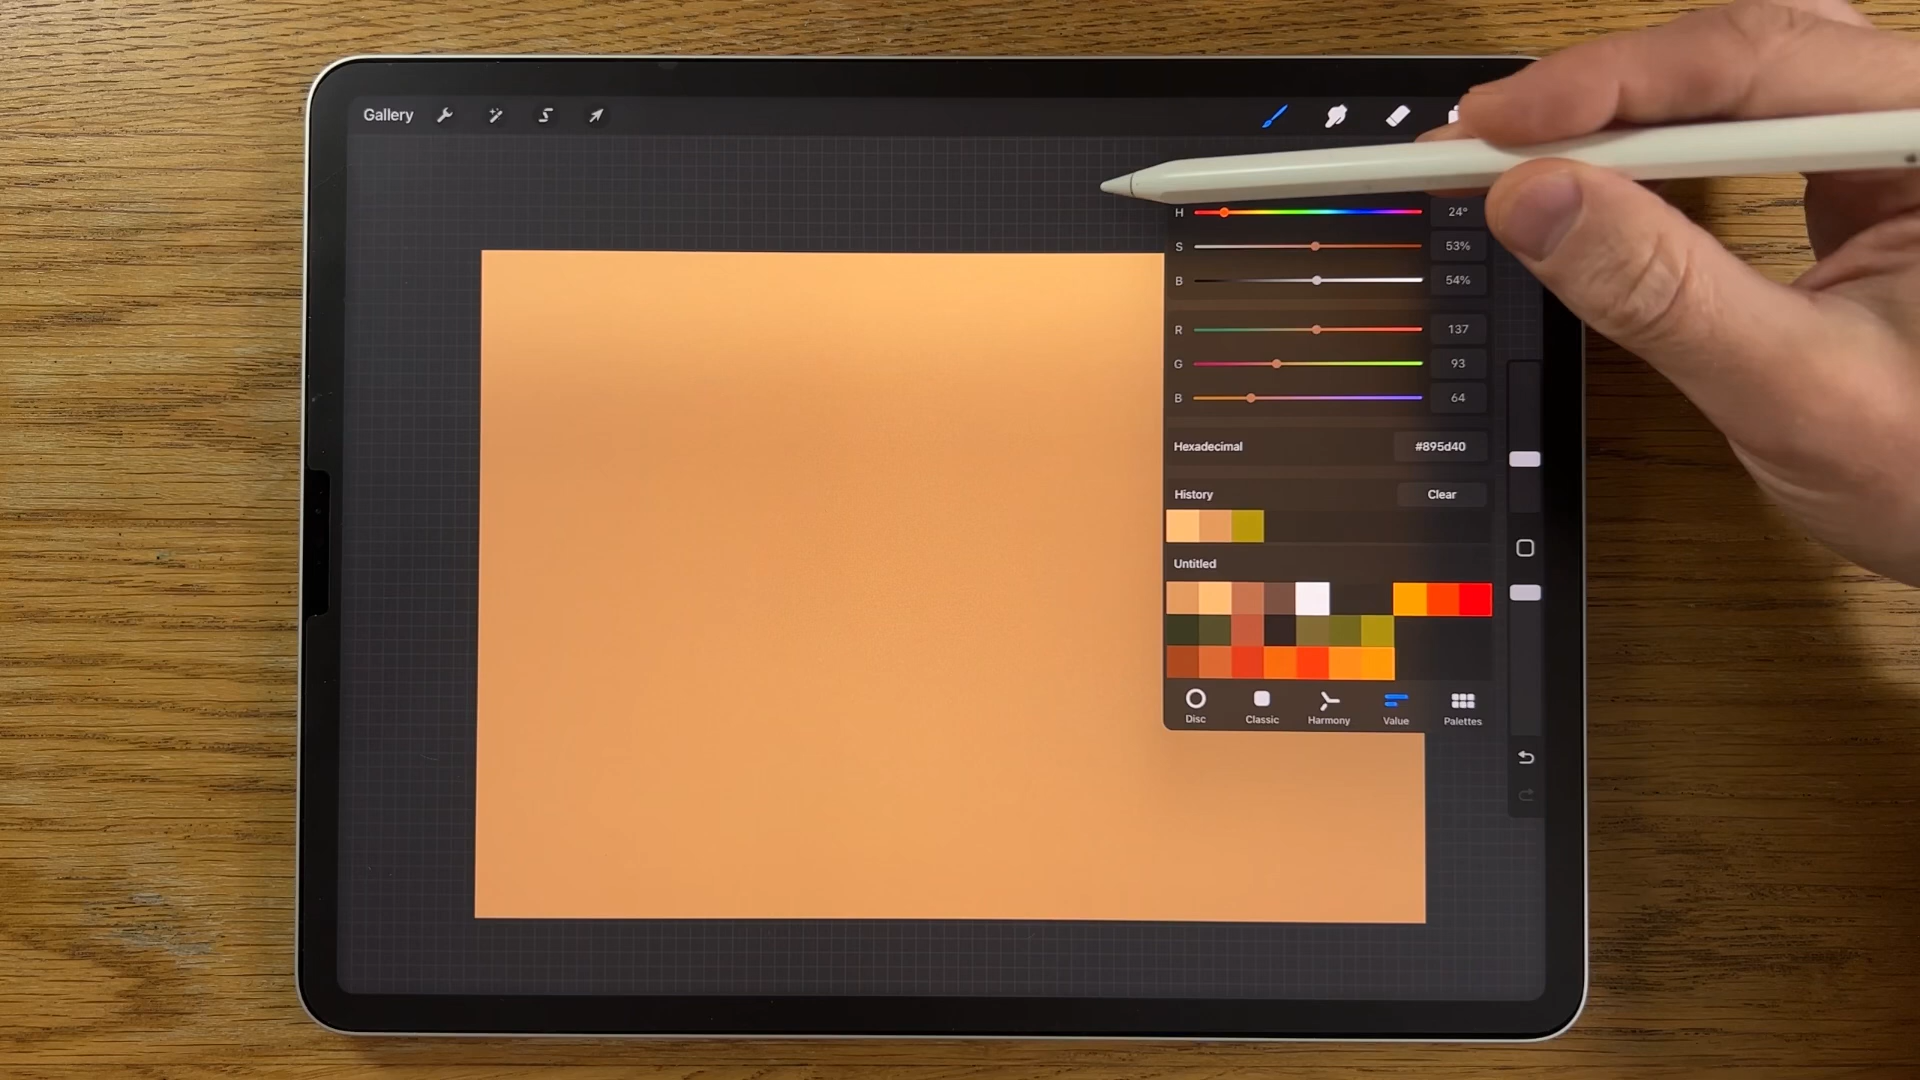 Gallery
H 24°
S 53%
B 54%
R 137
G 93
B 64
Hexadecimal #895d40
History Clear
Untitled
Disc Classic Harmony Value Palettes